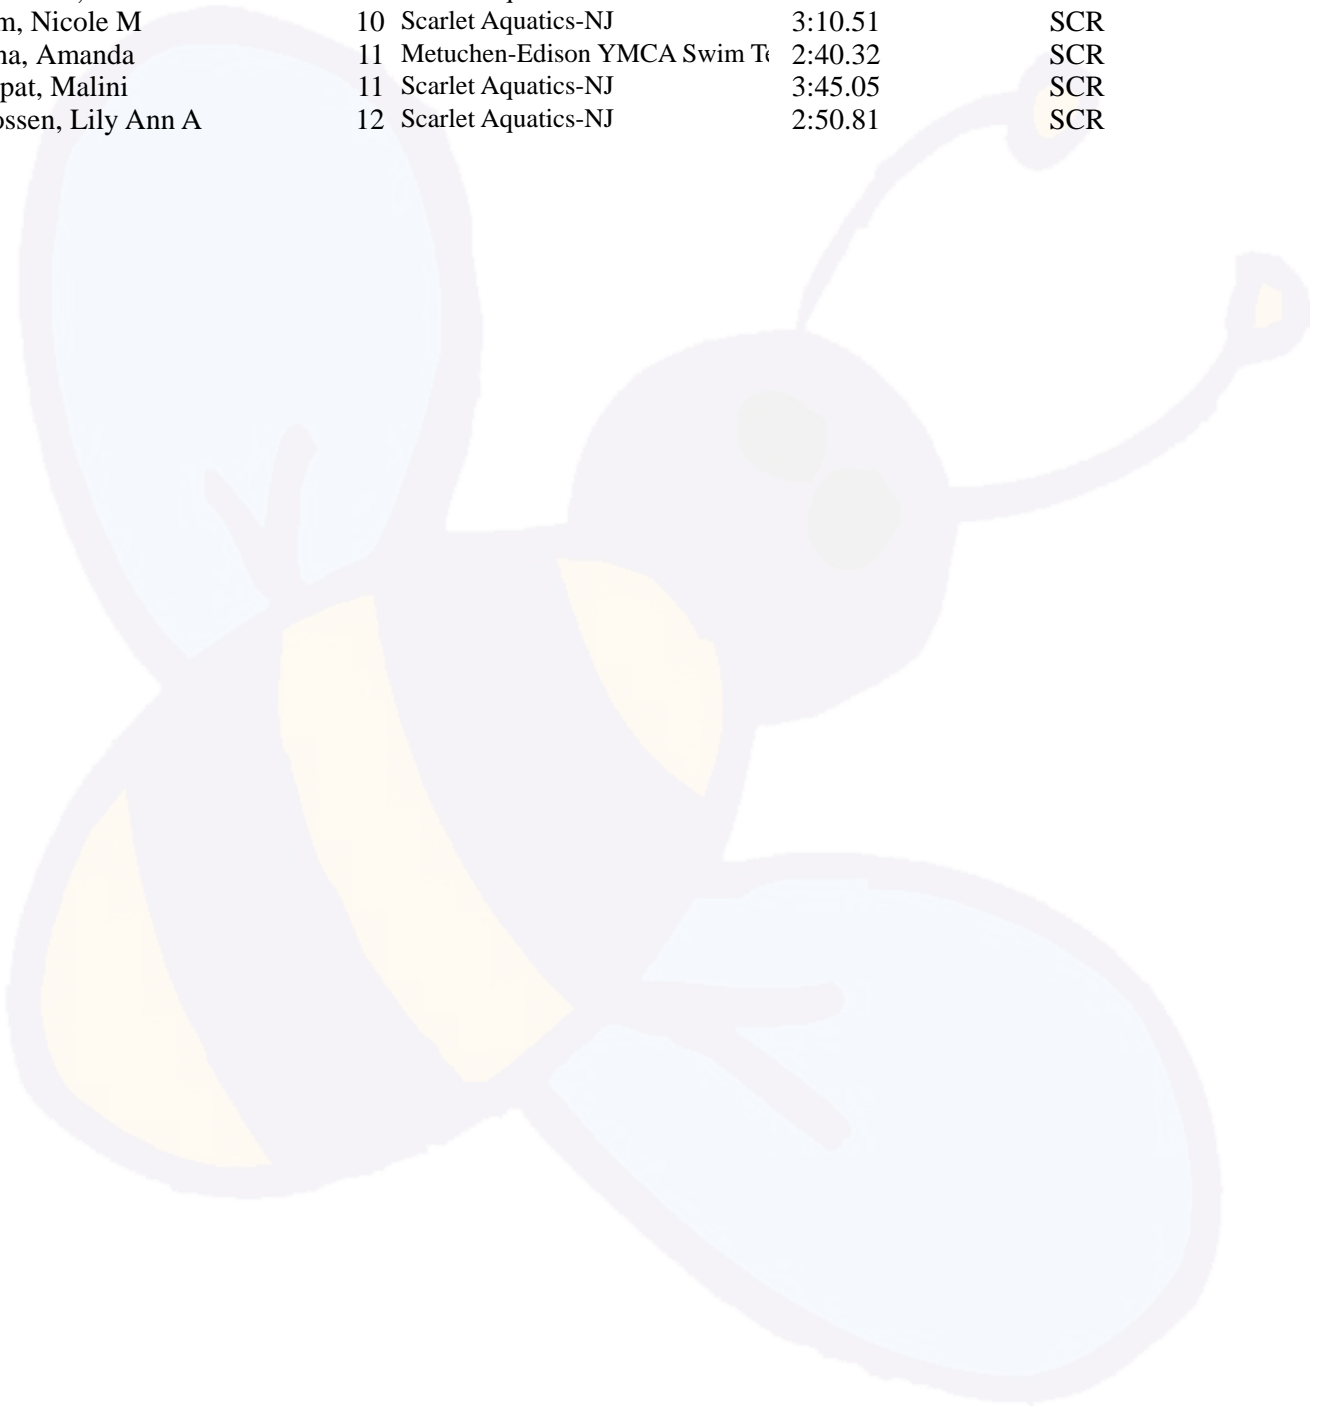 m, Nicole M 10 Scarlet Aquatics-NJ 3:10.51 SCR
na, Amanda 11 Metuchen-Edison YMCA Swim Te 2:40.32 SCR
pat, Malini 11 Scarlet Aquatics-NJ 3:45.05 SCR
ossen, Lily Ann A 12 Scarlet Aquatics-NJ 2:50.81 SCR